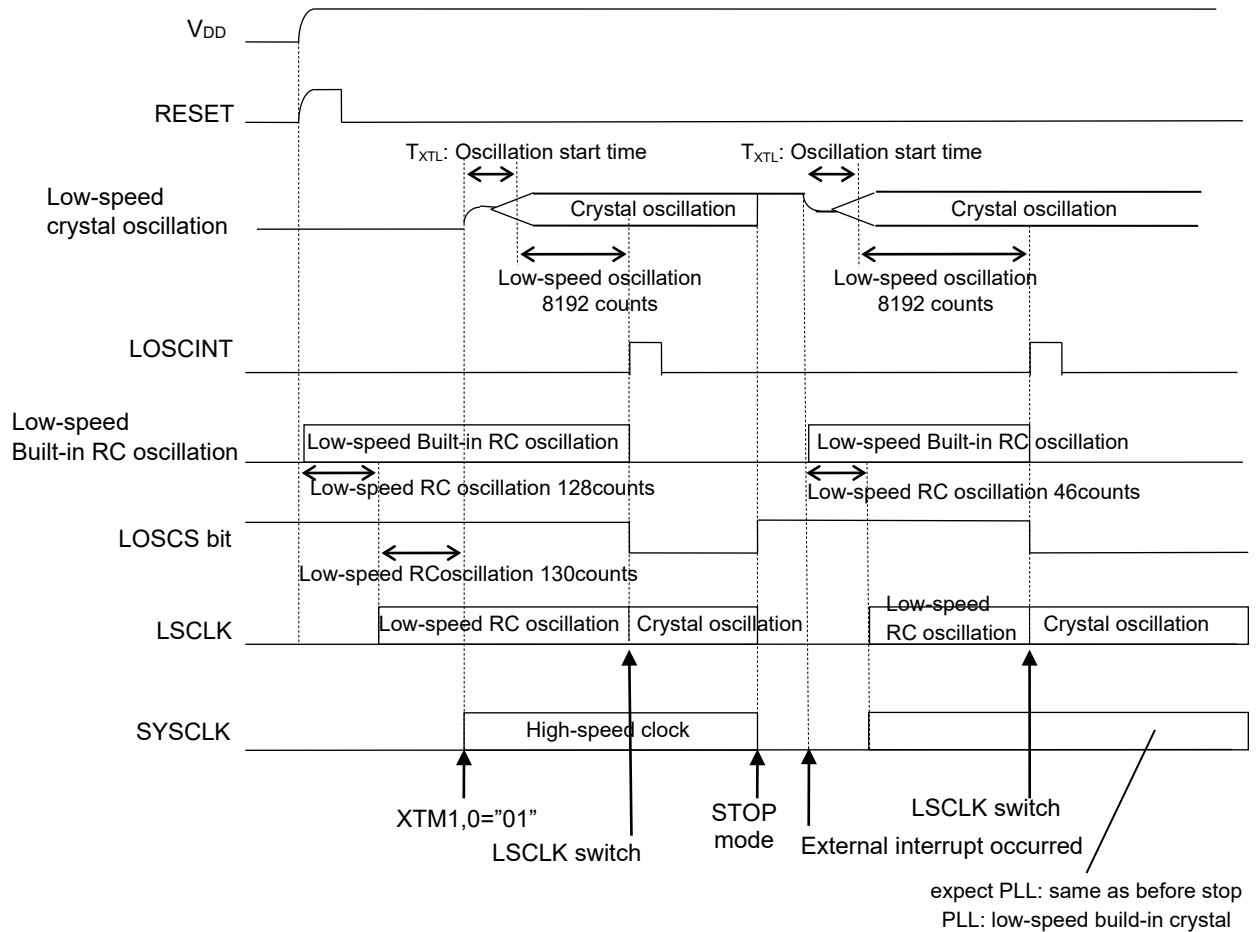 VDD
RESET
TXTL: Oscillation start time
TXTL: Oscillation start time
Low-speed
crystal oscillation
Crystal oscillation
Crystal oscillation
Low-speed oscillation
8192 counts
Low-speed oscillation
8192 counts
LOSCINT
Low-speed
Built-in RC oscillation
Low-speed Built-in RC oscillation
Low-speed Built-in RC oscillation
Low-speed RC oscillation 128counts
Low-speed RC oscillation 46counts
LOSCS bit
Low-speed RCoscillation 130counts
LSCLK
Low-speed RC oscillation
Crystal oscillation
Low-speed
RC oscillation
Crystal oscillation
SYSCLK
High-speed clock
XTM1,0=”01”
LSCLK switch
STOP
mode
External interrupt occurred
LSCLK switch
expect PLL: same as before stop
PLL: low-speed build-in crystal